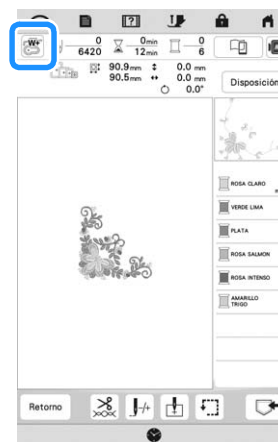 W+
0
6420
0min
12min
0
6
90.9mm
90.5mm
0.0 mm
0.0 mm
0.0°
Disposición
ROSA CLARO
VERDE LIMA
PLATA
ROSA SALMON
ROSA INTENSO
AMARILLO
TRIGO
Retorno